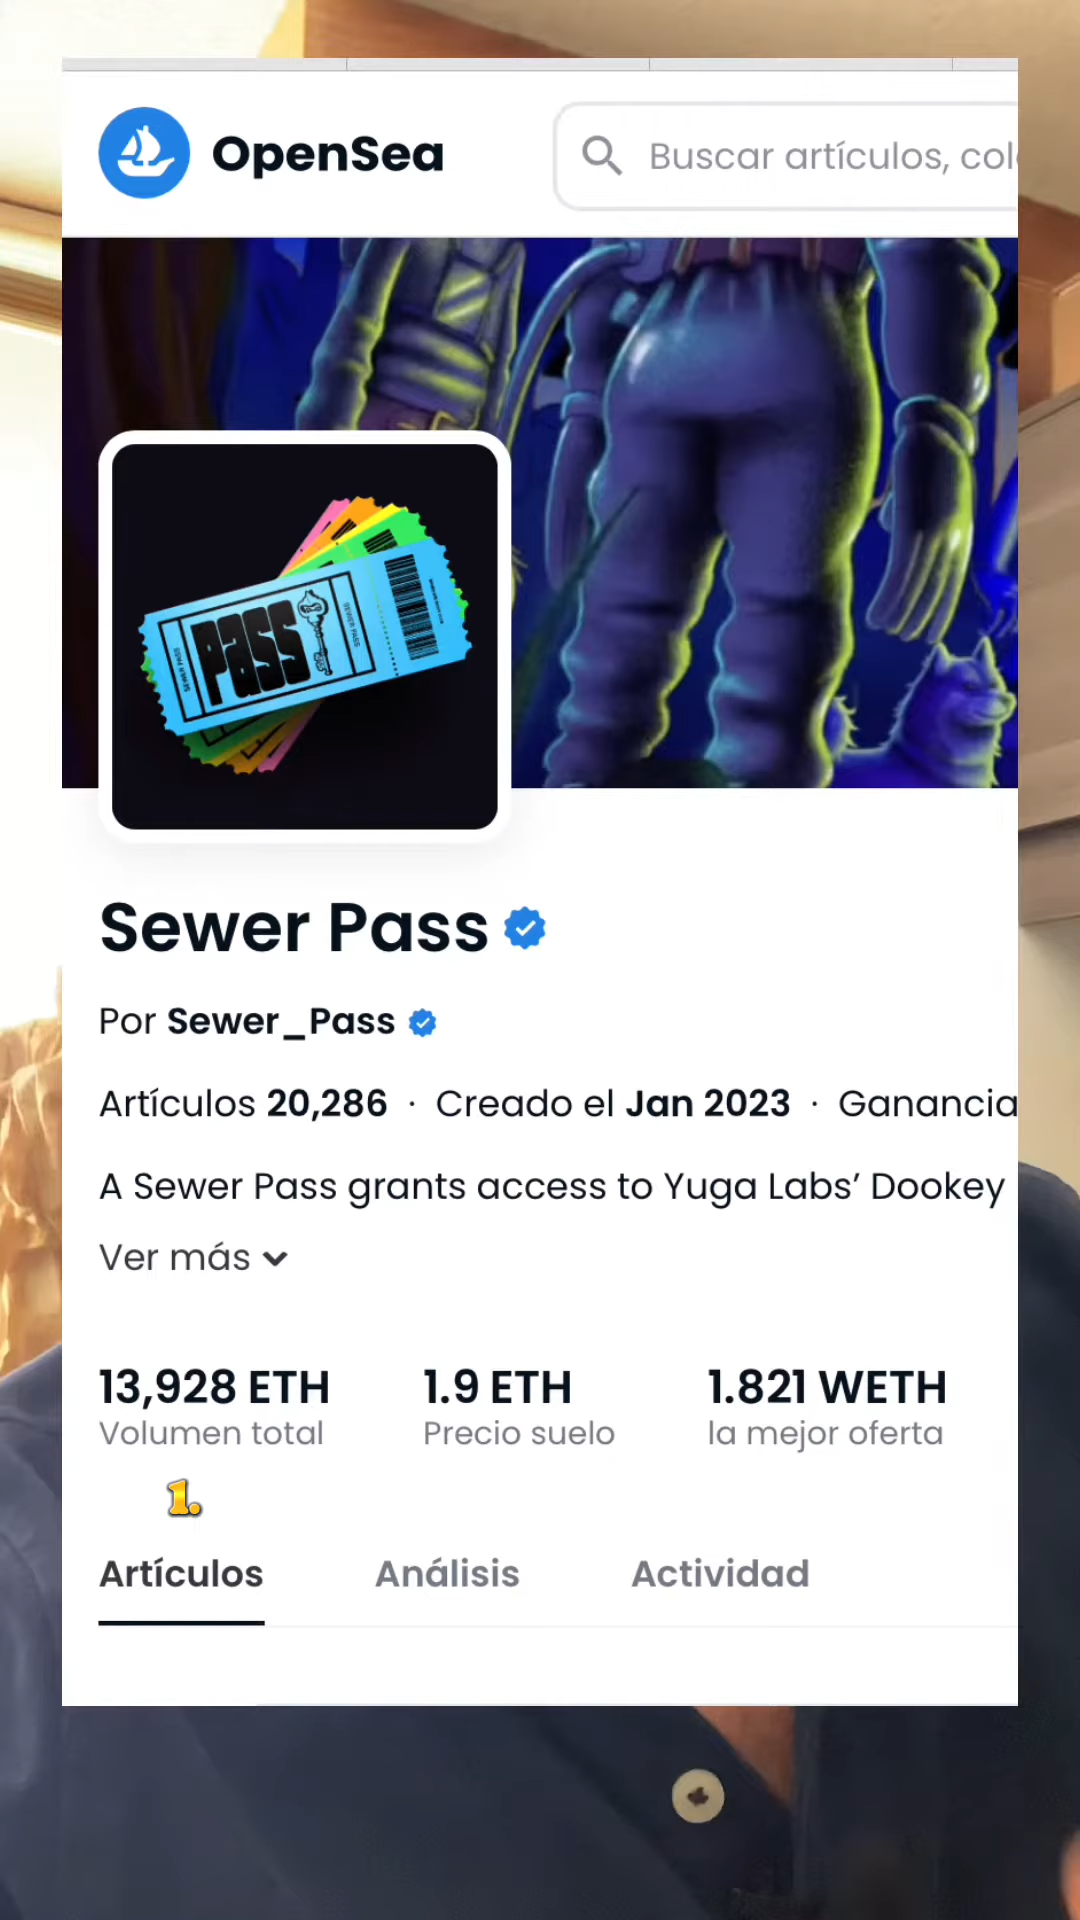 OpenSea
Buscar artículos, col
Pass
SEWER PASS
SEWER PASS
Sewer Pass
Por Sewer_Pass
Artículos 20,286 · Creado el Jan 2023 · Ganancia
A Sewer Pass grants access to Yuga Labs’ Dookey
Ver más
13,928 ETH 1.9 ETH 1.821 WETH
Volumen total Precio suelo la mejor oferta
1.
Artículos Análisis Actividad